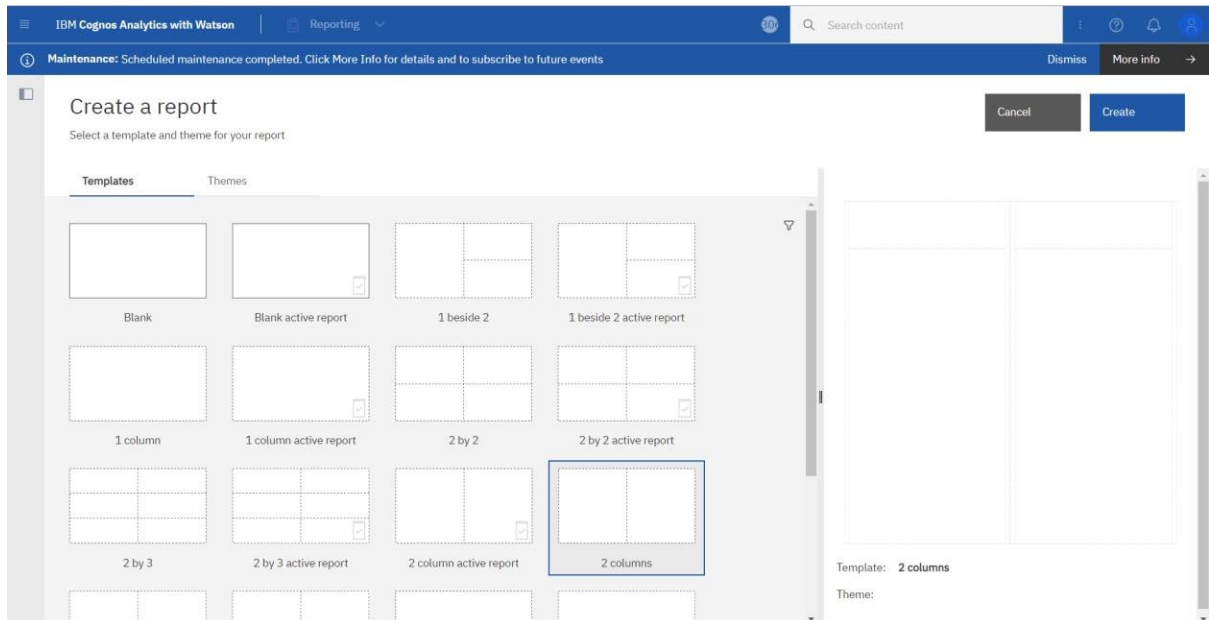 IBM Cognos Analytics with Watson
Reporting
Search content
Maintenance: Scheduled maintenance completed. Click More Info for details and to subscribe to future events
Dismiss
More info
Create a report
Cancel
Create
Select a template and theme for your report
Templates
Themes
Blank
Blank active report
1 beside 2
1 beside 2 active report
1 column
1 column active report
2 by 2
2 by 2 active report
2 by 3
2 by 3 active report
2 column active report
2 columns
Template: 2 columns
Theme: